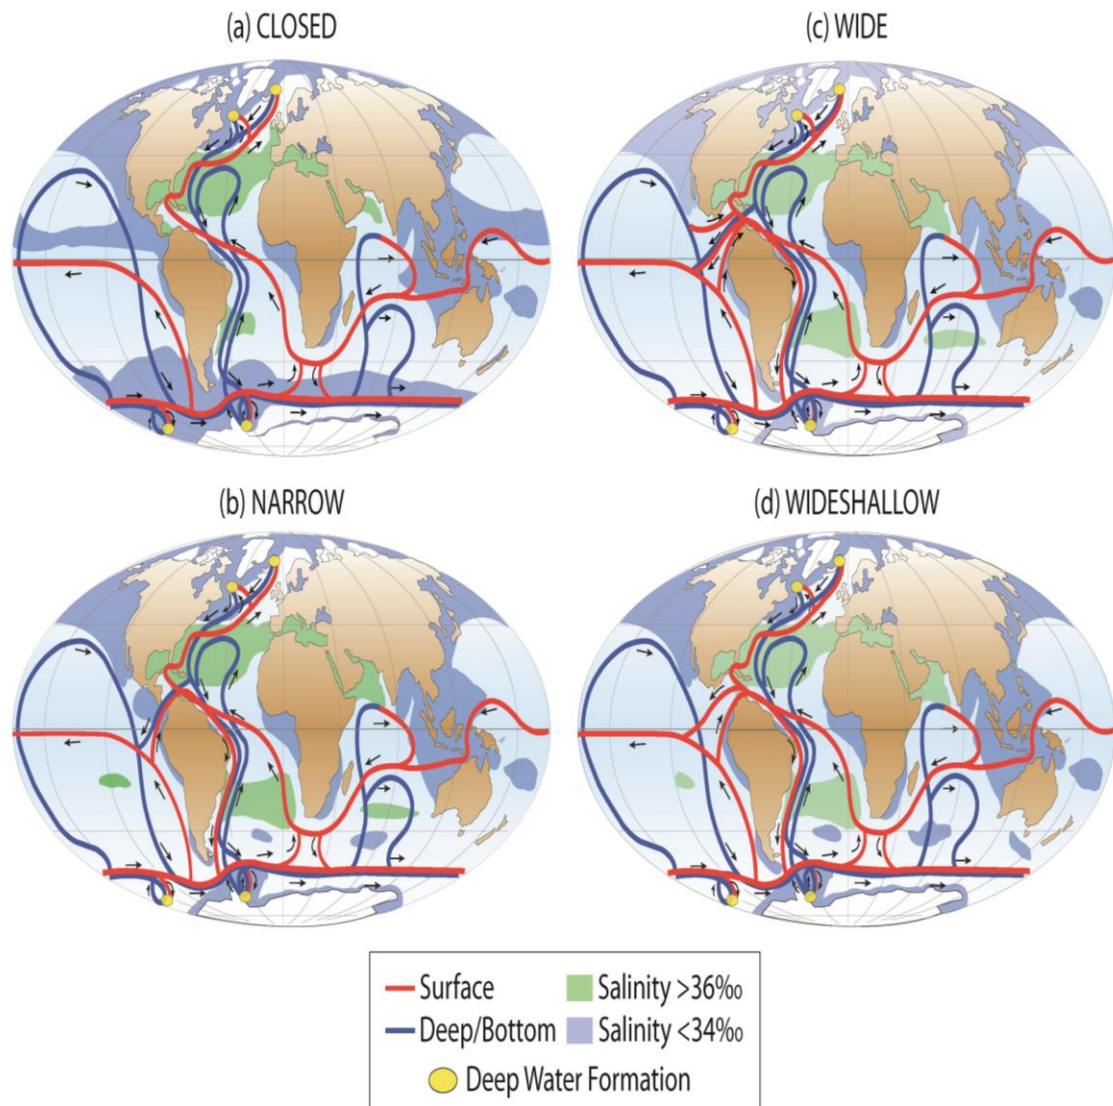 (a) CLOSED
(c) WIDE
(b) NARROW
(d) WIDESHALLOW
Surface
Salinity >36‰
Deep/Bottom
Salinity <34‰
Deep Water Formation